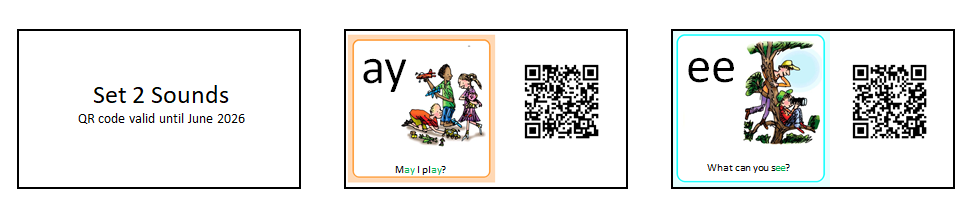 Set 2 Sounds
QR code valid until June 2026
ay
May I play?
ee
What can you see?